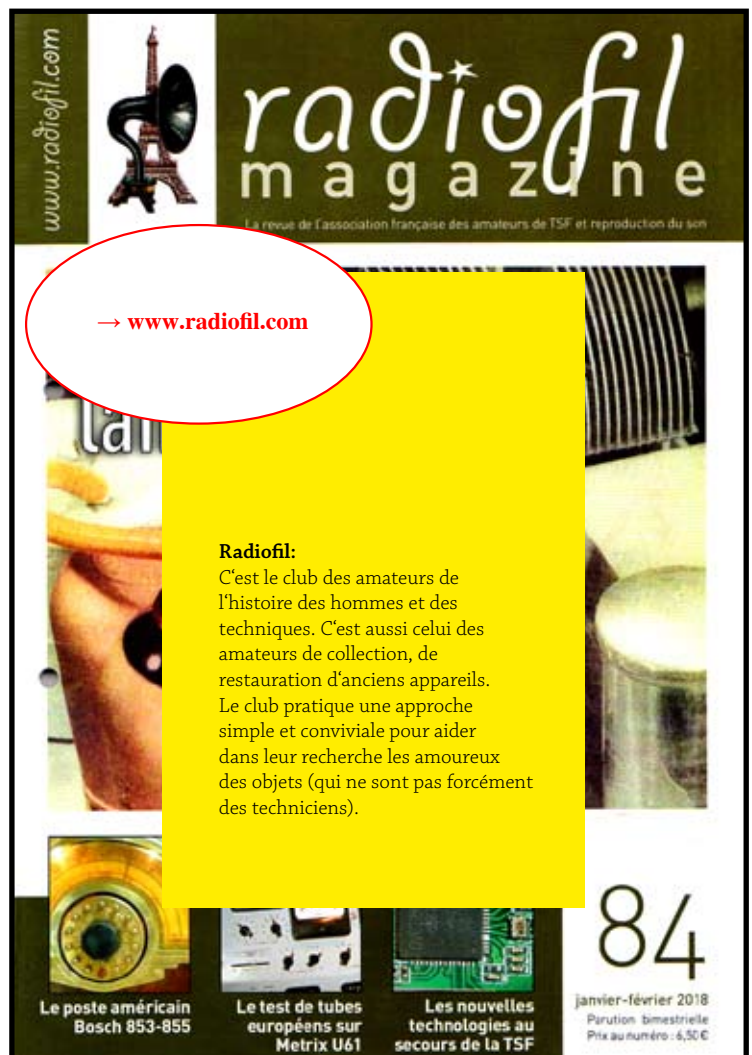 www.radiofil.com
radiofil
magazine
La revue de l'association française des amateurs de TSF et reproduction du son
→ www.radiofil.com
Radiofil:
C‘est le club des amateurs de
l‘histoire des hommes et des
techniques. C‘est aussi celui des
amateurs de collection, de
restauration d‘anciens appareils.
Le club pratique une approche
simple et conviviale pour aider
dans leur recherche les amoureux
des objets (qui ne sont pas forcément
des techniciens).
Le poste américain
Bosch 853-855
Le test de tubes
européens sur
Metrix U61
Les nouvelles
technologies au
secours de la TSF
84
janvier-février 2018
Parution bimestrielle
Prix au numéro : 6,50 €